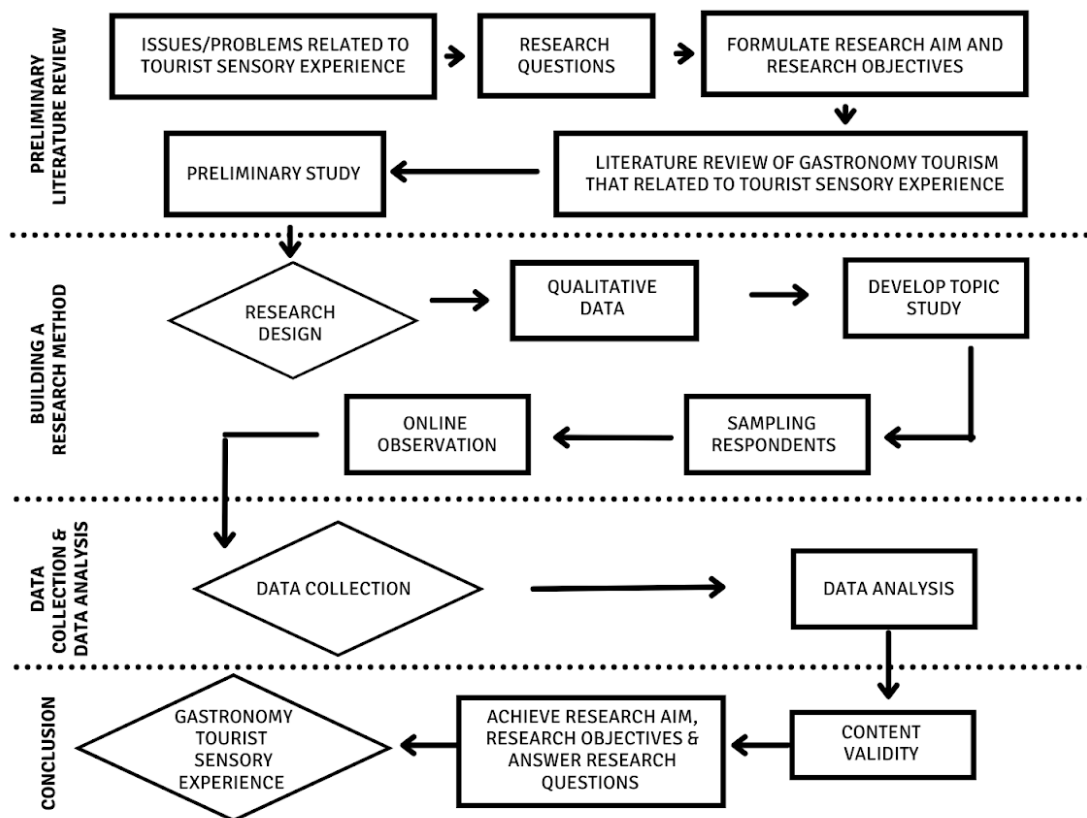 PRELIMINARY
LITERATURE REVIEW
ISSUES/PROBLEMS RELATED TO
TOURIST SENSORY EXPERIENCE
RESEARCH
QUESTIONS
FORMULATE RESEARCH AIM AND
RESEARCH OBJECTIVES
PRELIMINARY STUDY
LITERATURE REVIEW OF GASTRONOMY TOURISM
THAT RELATED TO TOURIST SENSORY EXPERIENCE
BUILDING A
RESEARCH METHOD
RESEARCH
DESIGN
QUALITATIVE
DATA
DEVELOP TOPIC
STUDY
ONLINE
OBSERVATION
SAMPLING
RESPONDENTS
DATA
COLLECTION &
DATA ANALYSIS
DATA COLLECTION
DATA ANALYSIS
CONCLUSION
GASTRONOMY
TOURIST
SENSORY
EXPERIENCE
ACHIEVE RESEARCH AIM,
RESEARCH OBJECTIVES &
ANSWER RESEARCH
QUESTIONS
CONTENT
VALIDITY